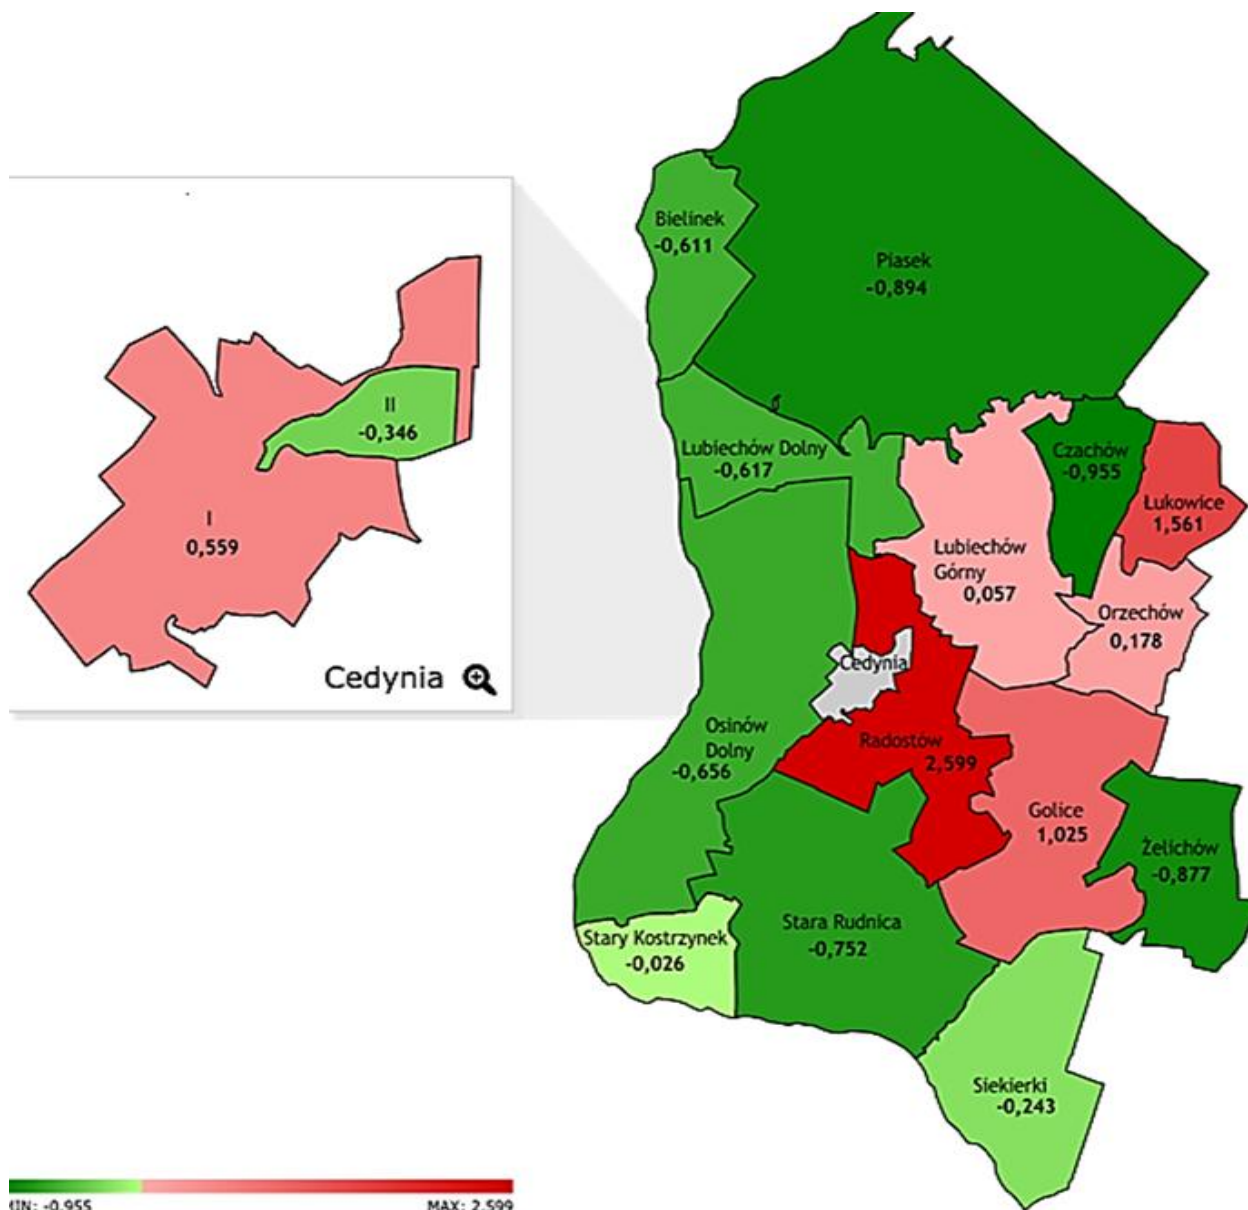 Bielinek
-0,611
Piasek
-0,894
II
-0,346
Lubiechów Dolny
-0,617
Czachów
-0,955
Łukowice
1,561
I
0,559
Lubiechów
Górny
0,057
Orzechów
0,178
Cedynia
Cedynia
Osinów
Dolny
-0,656
Radostów
2,599
Golice
1,025
Żelichów
-0,877
Stara Rudnica
-0,752
Stary Kostrzynek
-0,026
Siekierki
-0,243
MIN: -0.955
MAX: 2.599